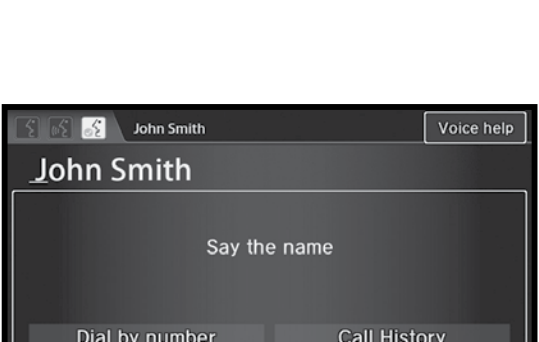 John Smith Voice help
John Smith
Say the name
Dial by number Call History